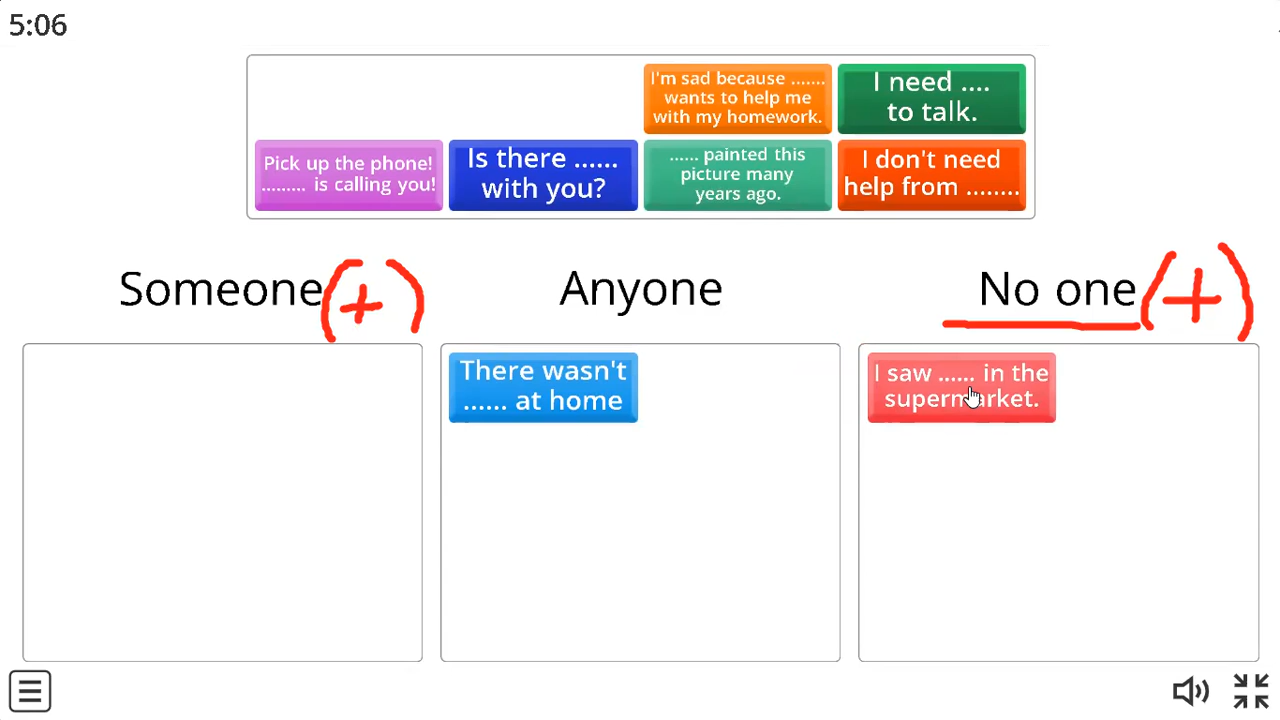 5:06
I'm sad because .......
wants to help me
with my homework.
I need ....
to talk.
Pick up the phone!
......... is calling you!
Is there ......
with you?
...... painted this
picture many
years ago.
I don't need
help from ........
Someone (+)
Anyone
No one (+)
There wasn't
...... at home
I saw ...... in the
supermarket.